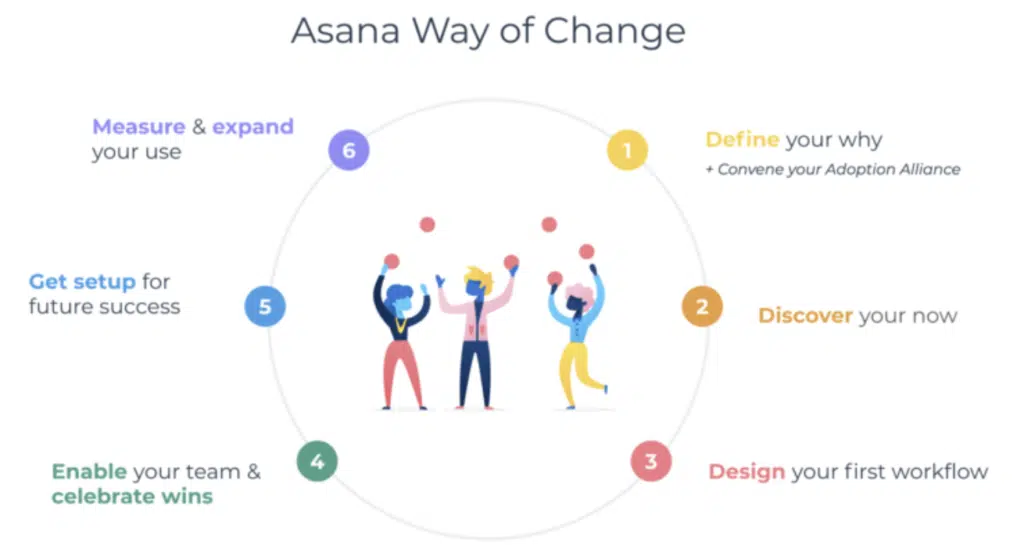 Asana Way of Change
1
Define your why
+ Convene your Adoption Alliance
2
Discover your now
3
Design your first workflow
4
Enable your team &
celebrate wins
5
Get setup for
future success
6
Measure & expand
your use